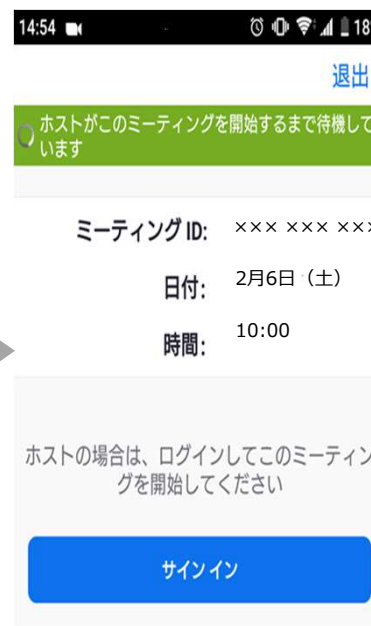 14:54 18
退出
ホストがこのミーティングを開始するまで待機して
います
ミーティング ID: ××× ××× ××
日付: 2月6日（土）
時間: 10:00
ホストの場合は、ログインしてこのミーティン
グを開始してください
サインイン